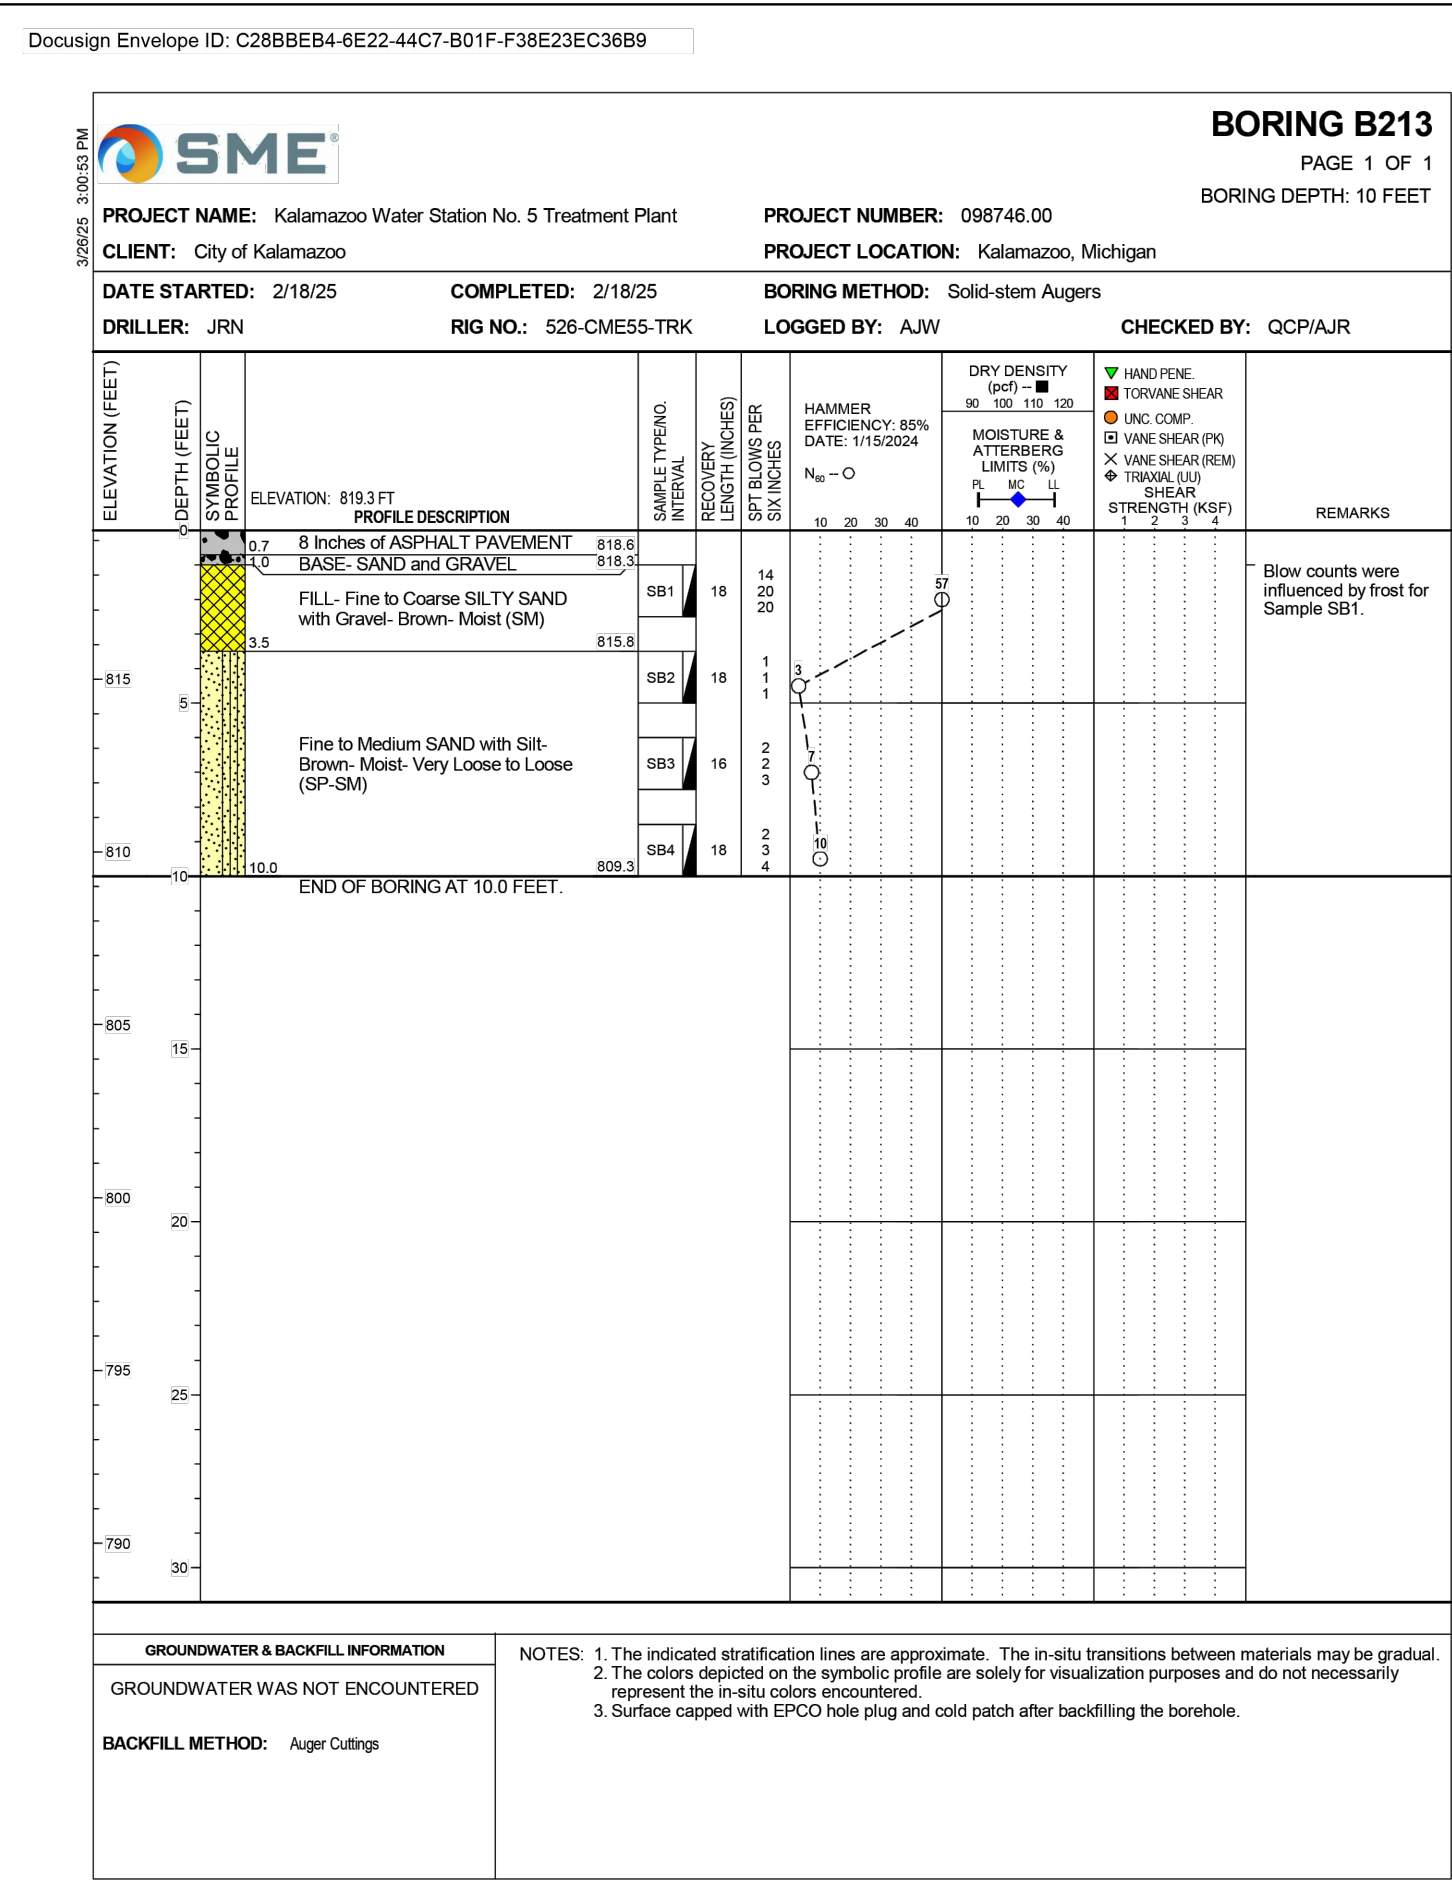 Docusign Envelope ID: C28BBEB4-6E22-44C7-B01F-F38E23EC36B9
3/26/25 3:00:53 PM
SME®
BORING B213
PAGE 1 OF 1
BORING DEPTH: 10 FEET
PROJECT NAME: Kalamazoo Water Station No. 5 Treatment Plant
PROJECT NUMBER: 098746.00
CLIENT: City of Kalamazoo
PROJECT LOCATION: Kalamazoo, Michigan
DATE STARTED: 2/18/25
COMPLETED: 2/18/25
BORING METHOD: Solid-stem Augers
DRILLER: JRN
RIG NO.: 526-CME55-TRK
LOGGED BY: AJW
CHECKED BY: QCP/AJR
ELEVATION (FEET)
DEPTH (FEET)
SYMBOLIC
PROFILE
ELEVATION: 819.3 FT
PROFILE DESCRIPTION
SAMPLE TYPE/NO.
INTERVAL
RECOVERY
LENGTH (INCHES)
SPT BLOWS PER
SIX INCHES
HAMMER
EFFICIENCY: 85%
DATE: 1/15/2024
N60 --
10 20 30 40
DRY DENSITY
(pcf) --
90 100 110 120
MOISTURE &
ATTERBERG
LIMITS (%)
PL MC LL
10 20 30 40
HAND PENE.
TORVANE SHEAR
UNC. COMP.
VANE SHEAR (PK)
VANE SHEAR (REM)
TRIAXIAL (UU)
SHEAR
STRENGTH (KSF)
1 2 3 4
REMARKS
0
0.7 8 Inches of ASPHALT PAVEMENT 818.6
1.0 BASE- SAND and GRAVEL 818.3
FILL- Fine to Coarse SILTY SAND
with Gravel- Brown- Moist (SM)
3.5 815.8
SB1 18
14
20
20
57
Blow counts were
influenced by frost for
Sample SB1.
815
5
SB2 18
1
1
1
3
Fine to Medium SAND with Silt-
Brown- Moist- Very Loose to Loose
(SP-SM)
SB3 16
2
2
3
7
810
SB4 18
2
3
4
10
10.0 809.3
10
END OF BORING AT 10.0 FEET.
805
15
800
20
795
25
790
30
GROUNDWATER & BACKFILL INFORMATION
GROUNDWATER WAS NOT ENCOUNTERED
BACKFILL METHOD: Auger Cuttings
NOTES: 1. The indicated stratification lines are approximate. The in-situ transitions between materials may be gradual.
2. The colors depicted on the symbolic profile are solely for visualization purposes and do not necessarily
represent the in-situ colors encountered.
3. Surface capped with EPCO hole plug and cold patch after backfilling the borehole.